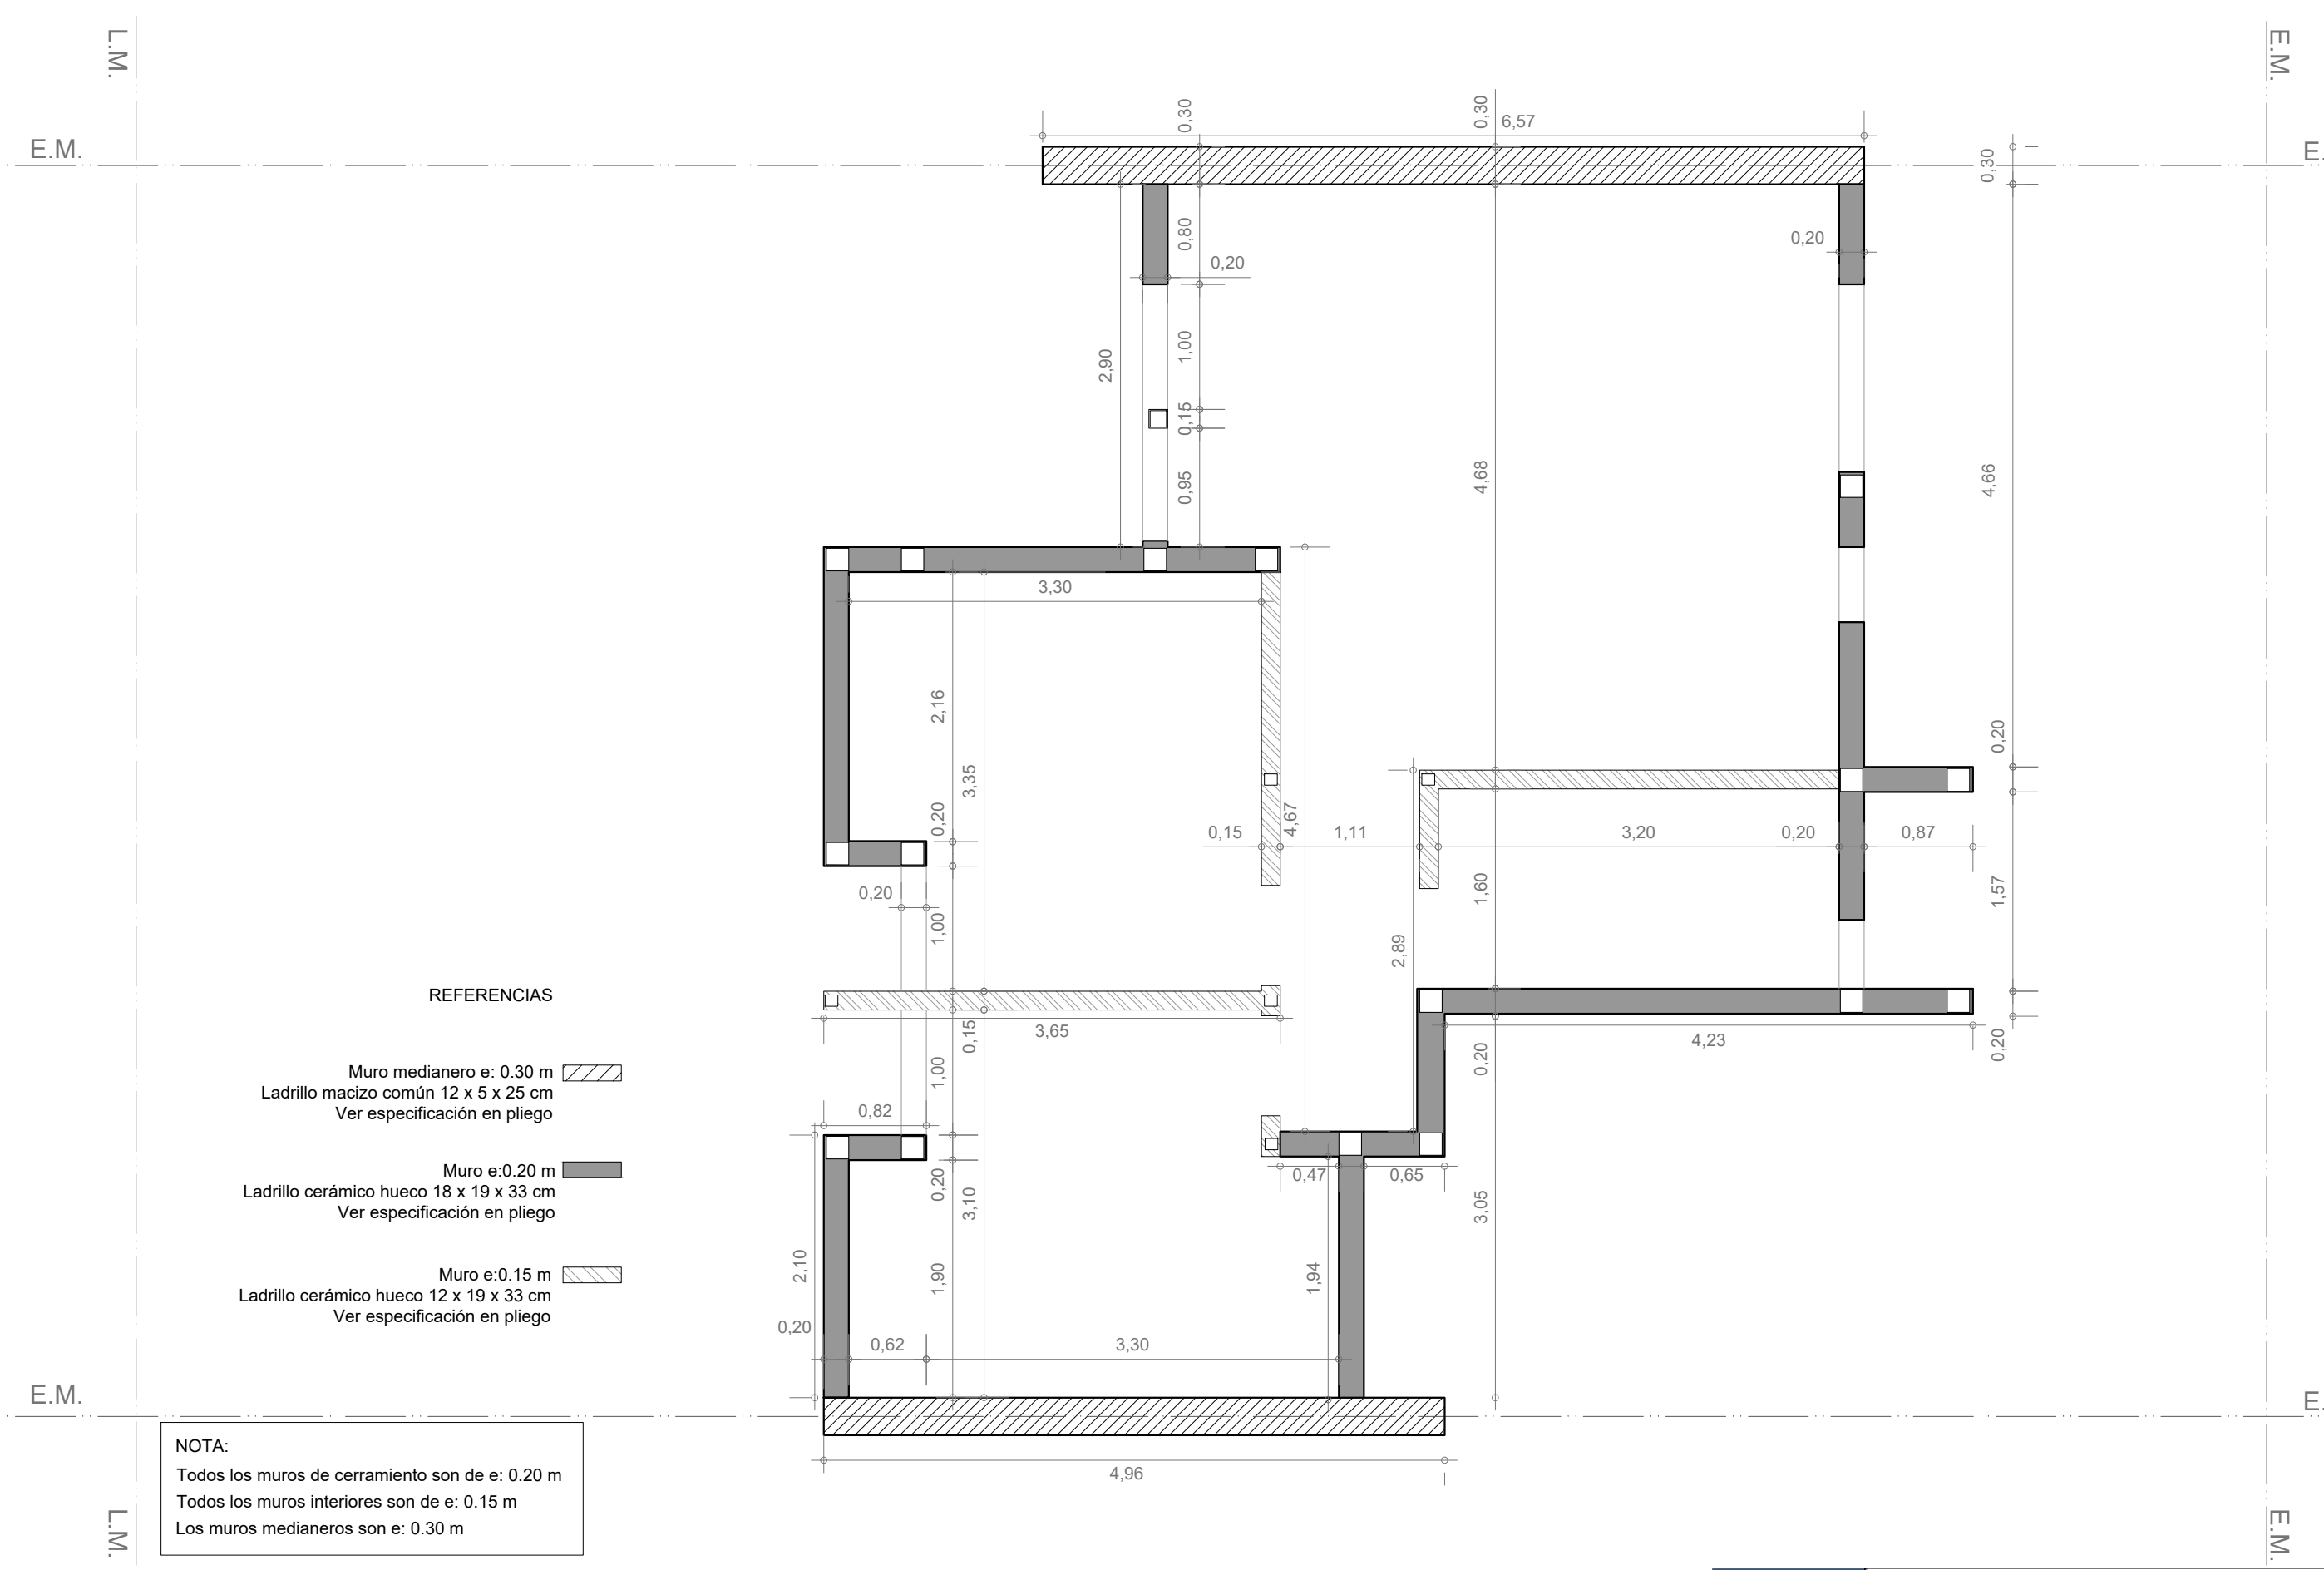 L.M.
E.M.
0,30
0,30
6,57
E.M.
E.
0,30
0,80
0,20
0,20
1,00
2,90
0,15
0,95
4,68
4,66
3,30
2,16
3,35
0,20
0,20
0,15
4,67
1,11
3,20
0,20
0,87
0,20
1,00
1,60
1,57
2,89
REFERENCIAS
3,65
0,15
4,23
0,20
0,20
Muro medianero e: 0.30 m
Ladrillo macizo común 12 x 5 x 25 cm
Ver especificación en pliego
1,00
0,82
Muro e:0.20 m
Ladrillo cerámico hueco 18 x 19 x 33 cm
Ver especificación en pliego
0,20
3,10
0,47
0,65
3,05
Muro e:0.15 m
Ladrillo cerámico hueco 12 x 19 x 33 cm
Ver especificación en pliego
2,10
1,90
1,94
0,20
0,62
3,30
E.M.
E.
4,96
NOTA:
Todos los muros de cerramiento son de e: 0.20 m
Todos los muros interiores son de e: 0.15 m
Los muros medianeros son e: 0.30 m
L.M.
E.M.